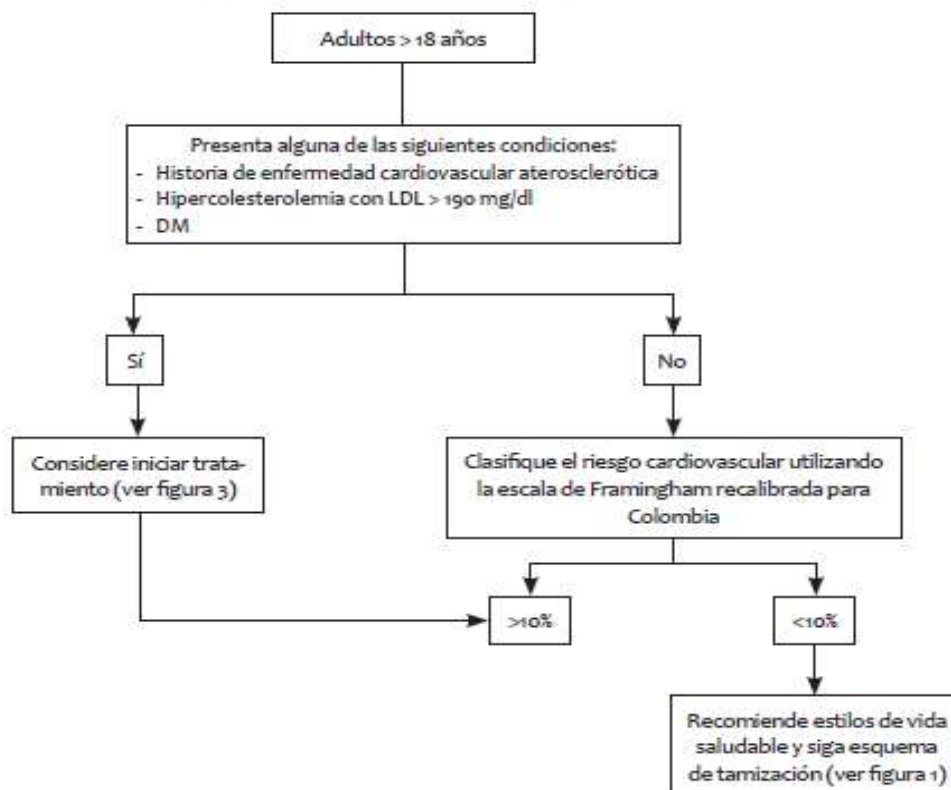 Adultos > 18 años
Presenta alguna de las siguientes condiciones:
- Historia de enfermedad cardiovascular aterosclerótica
- Hipercolesterolemia con LDL > 190 mg/dl
- DM
Sí
No
Considere iniciar trata-
miento (ver figura 3)
Clasifique el riesgo cardiovascular utilizando
la escala de Framingham recalibrada para
Colombia
>10%
<10%
Recomiende estilos de vida
saludable y siga esquema
de tamización (ver figura 1)